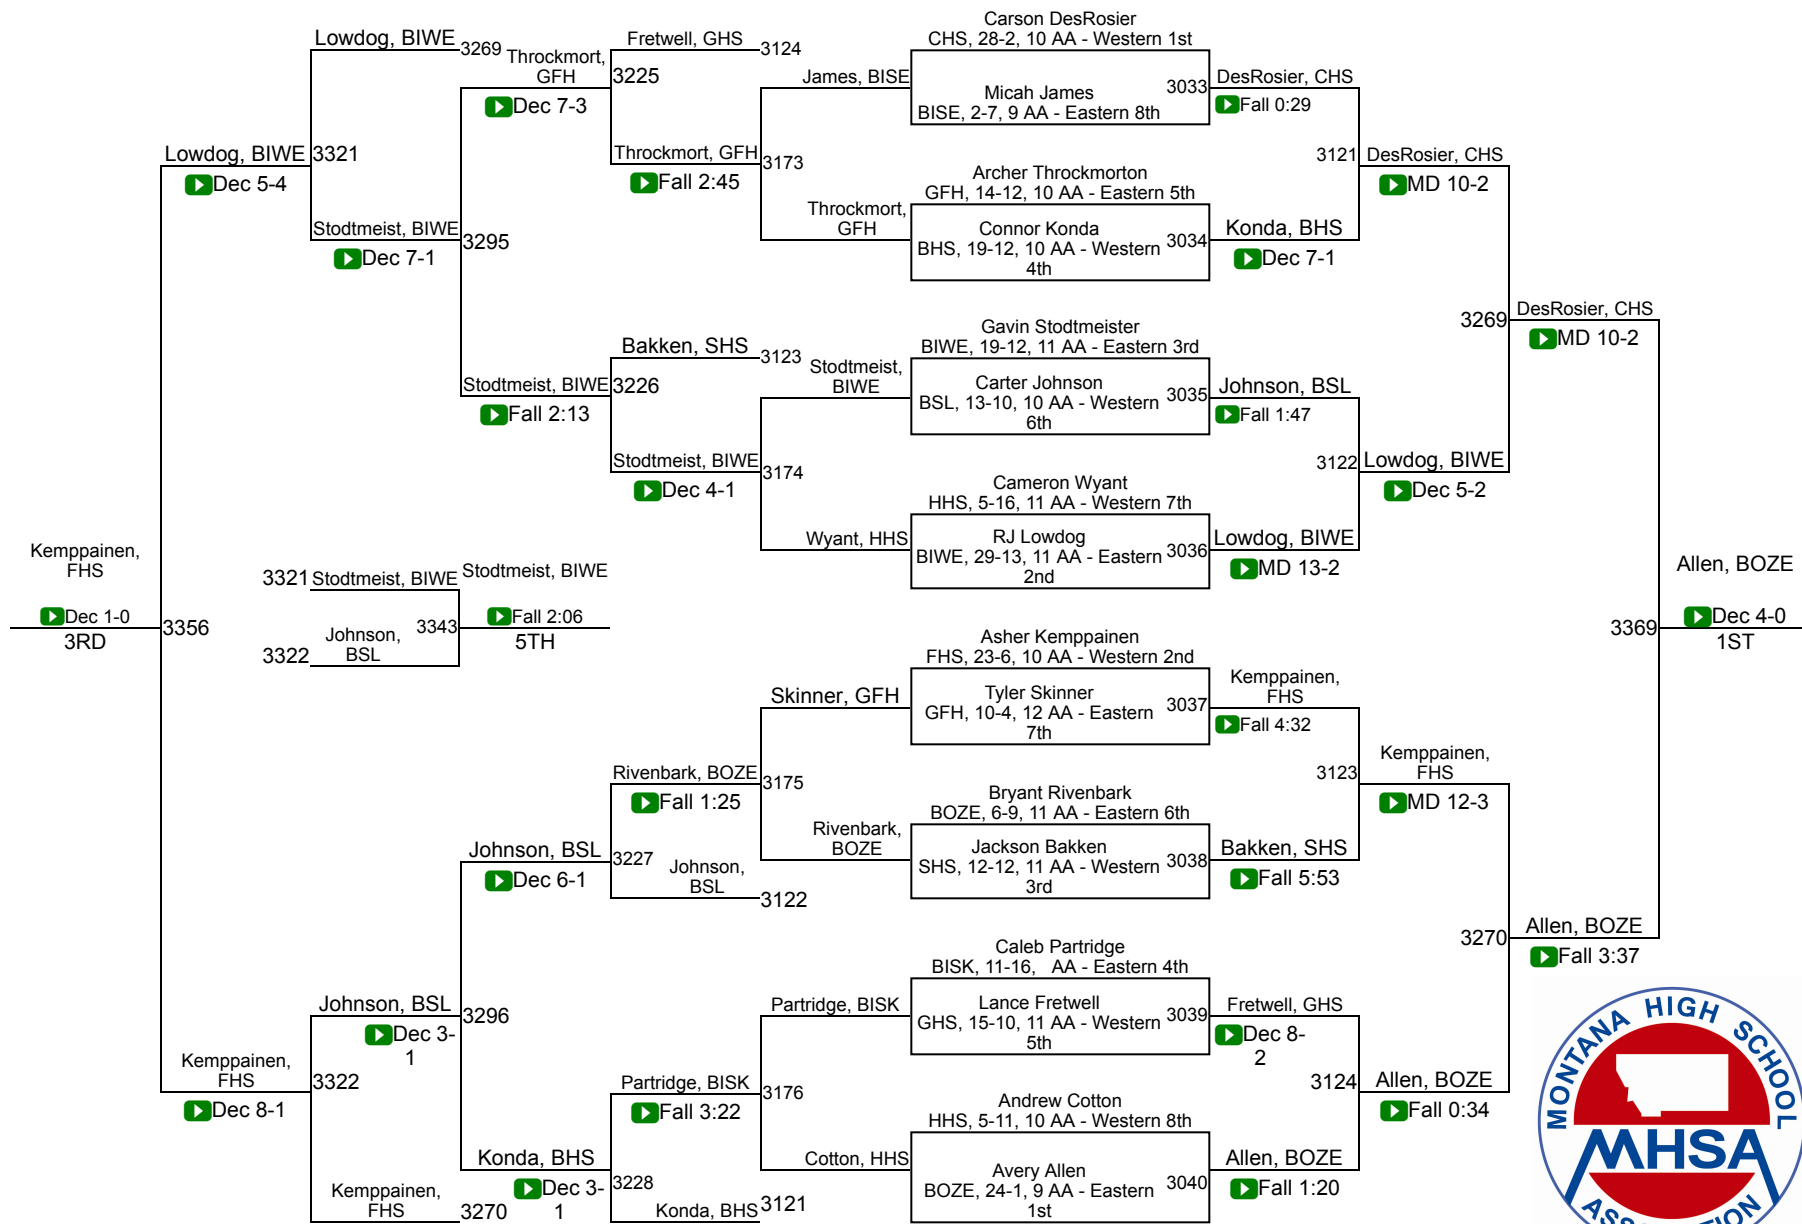 Lowdog, BIWE
3269
Throckmort,
GFH
Dec 7-3
3225
Fretwell, GHS
3124
Throckmort, GFH
Fall 2:45
3173
James, BISE
Throckmort,
GFH
Carson DesRosier
CHS, 28-2, 10 AA - Western 1st
Micah James
BISE, 2-7, 9 AA - Eastern 8th
3033
DesRosier, CHS
Fall 0:29
Archer Throckmorton
GFH, 14-12, 10 AA - Eastern 5th
Connor Konda
BHS, 19-12, 10 AA - Western
4th
3034
Konda, BHS
Dec 7-1
3121
DesRosier, CHS
MD 10-2
Lowdog, BIWE
Dec 5-4
3321
Stodtmeist, BIWE
Dec 7-1
3295
Stodtmeist, BIWE
Fall 2:13
3226
Bakken, SHS
3123
Stodtmeist, BIWE
Dec 4-1
3174
Stodtmeist,
BIWE
Wyant, HHS
Gavin Stodtmeister
BIWE, 19-12, 11 AA - Eastern 3rd
Carter Johnson
BSL, 13-10, 10 AA - Western
6th
3035
Johnson, BSL
Fall 1:47
Cameron Wyant
HHS, 5-16, 11 AA - Western 7th
RJ Lowdog
BIWE, 29-13, 11 AA - Eastern
2nd
3036
Lowdog, BIWE
MD 13-2
3122
Lowdog, BIWE
Dec 5-2
3269
DesRosier, CHS
MD 10-2
Kemppainen,
FHS
Dec 1-0
3RD
3356
3321
Stodtmeist, BIWE
3322
Johnson,
BSL
3343
Stodtmeist, BIWE
Fall 2:06
5TH
3369
Allen, BOZE
Dec 4-0
1ST
Asher Kemppainen
FHS, 23-6, 10 AA - Western 2nd
Tyler Skinner
GFH, 10-4, 12 AA - Eastern
7th
3037
Kemppainen,
FHS
Fall 4:32
Skinner, GFH
Rivenbark, BOZE
Fall 1:25
3175
Rivenbark,
BOZE
Bryant Rivenbark
BOZE, 6-9, 11 AA - Eastern 6th
Jackson Bakken
SHS, 12-12, 11 AA - Western
3rd
3038
Bakken, SHS
Fall 5:53
3123
Kemppainen,
FHS
MD 12-3
Johnson, BSL
Dec 6-1
3227
Johnson,
BSL
3122
3270
Allen, BOZE
Fall 3:37
Johnson, BSL
Dec 3-
1
3296
Partridge, BISK
Caleb Partridge
BISK, 11-16, AA - Eastern 4th
Lance Fretwell
GHS, 15-10, 11 AA - Western
5th
3039
Fretwell, GHS
Dec 8-
2
Kemppainen,
FHS
Dec 8-1
3322
Partridge, BISK
Fall 3:22
3176
Cotton, HHS
Andrew Cotton
HHS, 5-11, 10 AA - Western 8th
Avery Allen
BOZE, 24-1, 9 AA - Eastern
1st
3040
Allen, BOZE
Fall 1:20
3124
Allen, BOZE
Fall 0:34
Kemppainen,
FHS
3270
Konda, BHS
Dec 3-
1
3228
Konda, BHS
3121
MONTANA HIGH SCHOOL
MHSA
ASSOCIATION